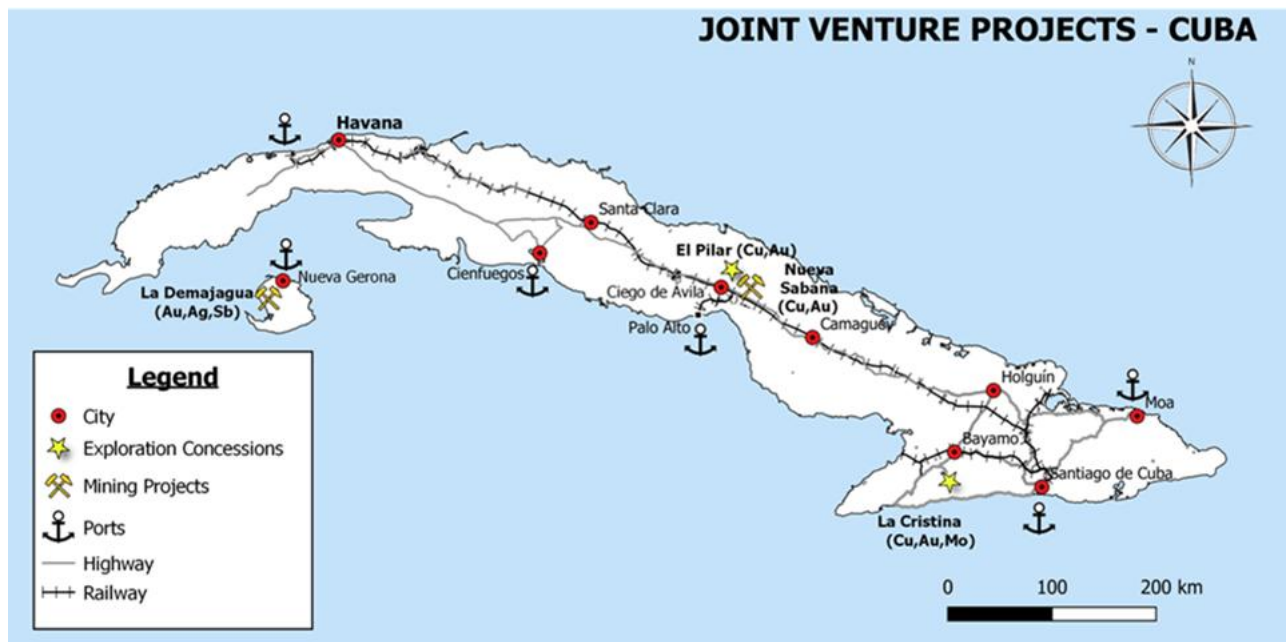 JOINT VENTURE PROJECTS - CUBA
N
Havana
Santa Clara
El Pilar (Cu,Au)
Nueva Gerona
Cienfuegos
Nueva
Sabana
(Cu,Au)
La Demajagua
(Au,Ag,Sb)
Ciego de Avila
Palo Alto
Camaguey
Holguin
Moa
Bayamo
Santiago de Cuba
La Cristina
(Cu,Au,Mo)
Legend
City
Exploration Concessions
Mining Projects
Ports
Highway
Railway
0 100 200 km